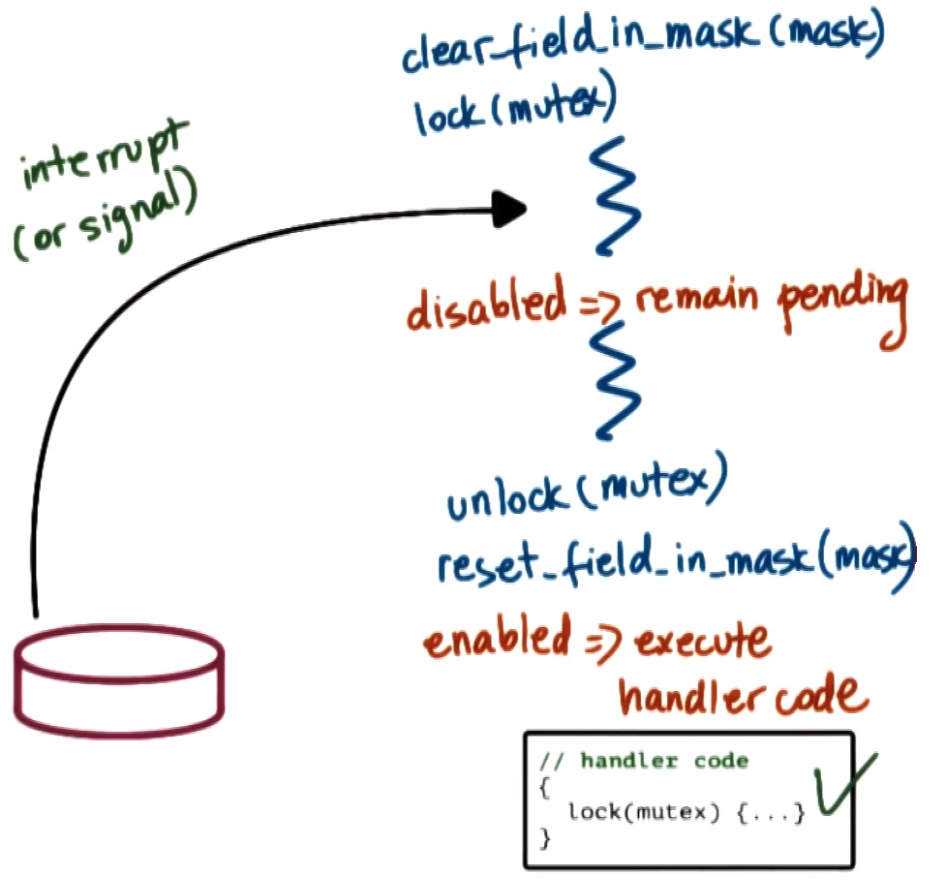 clear_field_in_mask(mask)
lock(mutex)
interrupt
(or signal)
disabled => remain pending
unlock(mutex)
reset_field_in_mask(mask)
enabled => execute
handler code
// handler code
{
lock(mutex) {...}
}